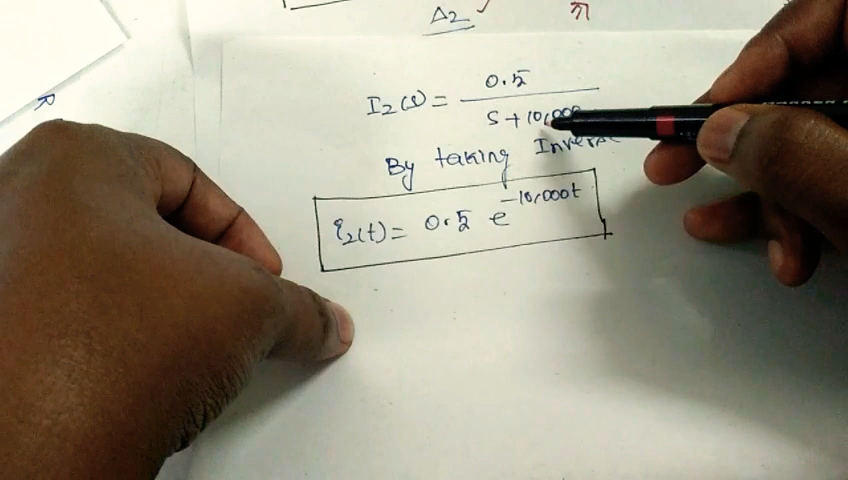 Δ2
I2(s) = 0.5
S+10,000
By taking Inverse
i2(t) = 0.5 e^-10,000t